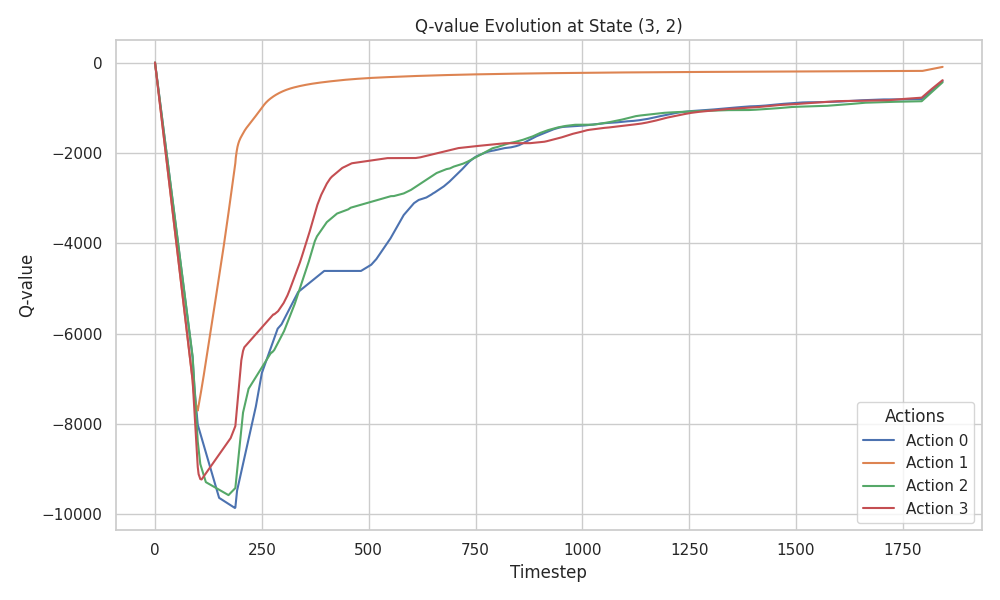 Q-value Evolution at State (3, 2)
Q-value
0
−2000
−4000
−6000
−8000
−10000
0
250
500
750
1000
1250
1500
1750
Timestep
Actions
Action 0
Action 1
Action 2
Action 3